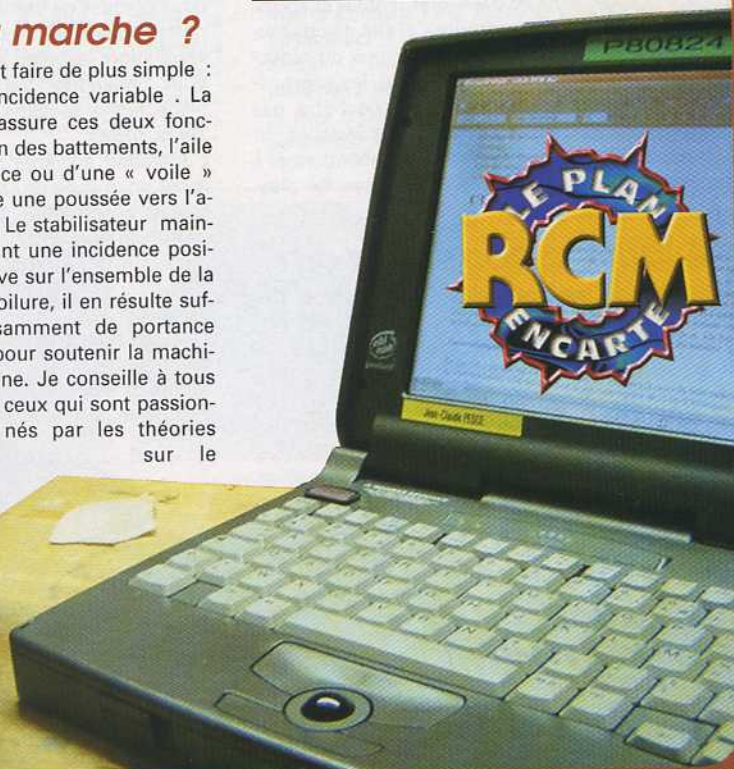 marche ?
t faire de plus simple :
ncidence variable . La
assure ces deux fonc-
n des battements, l'aile
ce ou d'une « voile »
e une poussée vers l'a-
Le stabilisateur main-
nt une incidence posi-
ve sur l'ensemble de la
oilure, il en résulte suf-
samment de portance
pour soutenir la machi-
ne. Je conseille à tous
ceux qui sont passion-
nés par les théories
sur le
P80824
LE PLAN
RCM
ENCARTE
Jean-Claude PESCE